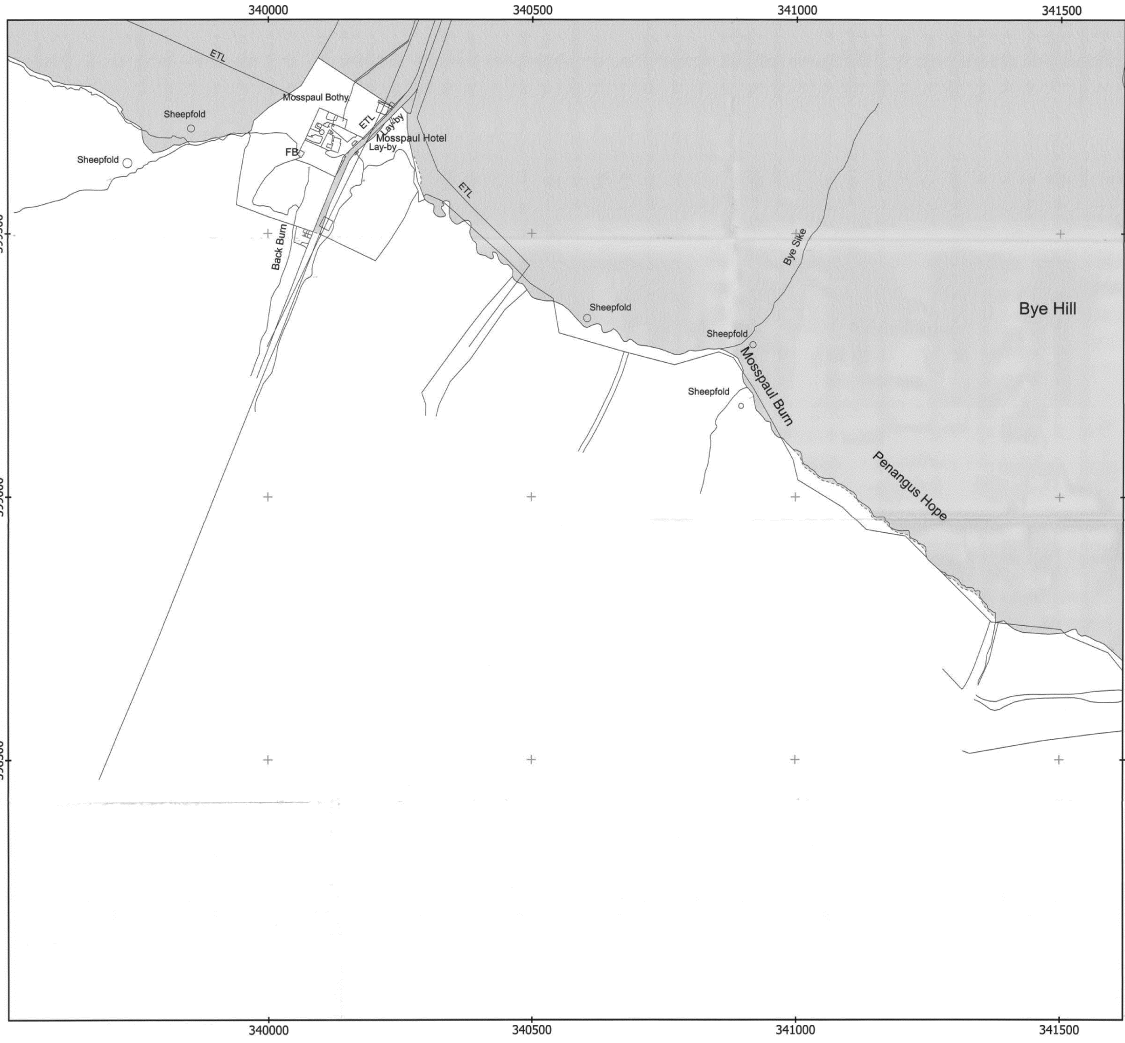 340000
340500
341000
341500
ETL
Mosspaul Bothy
Sheepfold
ETL
Lay-by
Mosspaul Hotel
Lay-by
FB
Sheepfold
ETL
Back Burn
Bye Sike
Bye Hill
Sheepfold
Sheepfold
Mosspaul Burn
Sheepfold
Penangus Hope
340000
340500
341000
341500